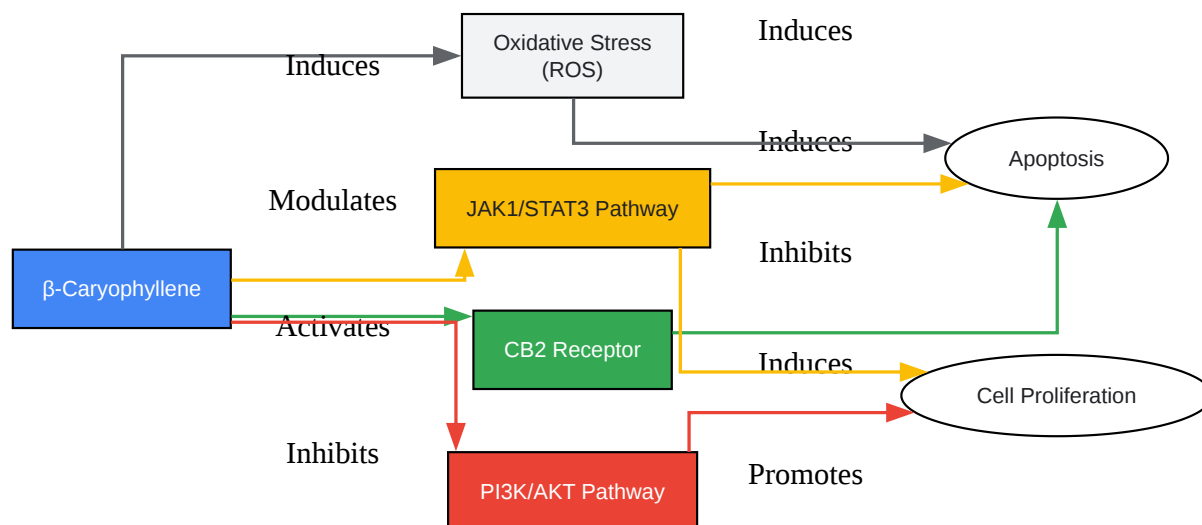 Induces
Oxidative Stress
(ROS)
Induces
Induces
Apoptosis
Modulates
JAK1/STAT3 Pathway
Inhibits
β-Caryophyllene
Activates
CB2 Receptor
Induces
Cell Proliferation
Inhibits
PI3K/AKT Pathway
Promotes